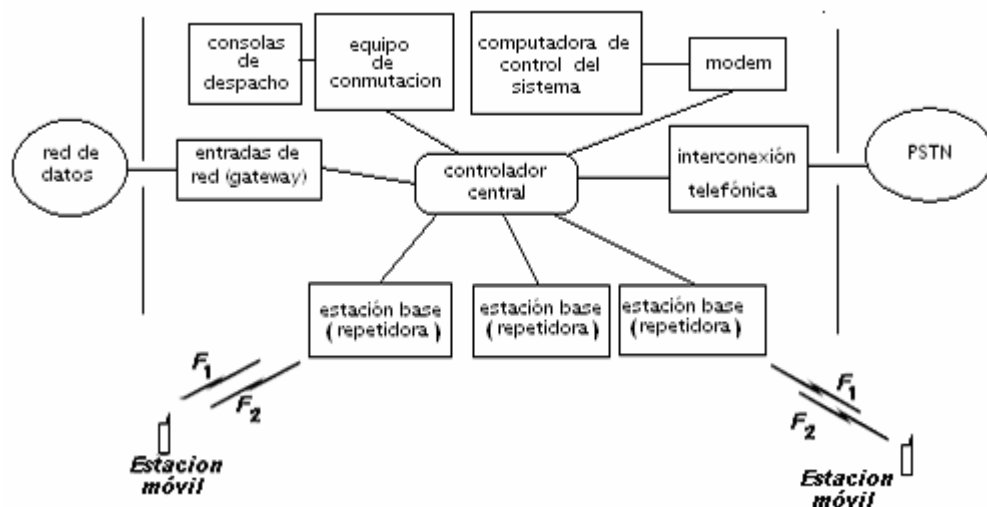 consolas
de
despacho
equipo
de
conmutacion
computadora de
control del
sistema
modem
red de
datos
entradas de
red (gateway)
controlador
central
interconexión
telefónica
PSTN
estación base
(repetidora)
estación base
(repetidora)
estación base
(repetidora)
F1
F2
Estacion
móvil
F1
F2
Estacion
móvil